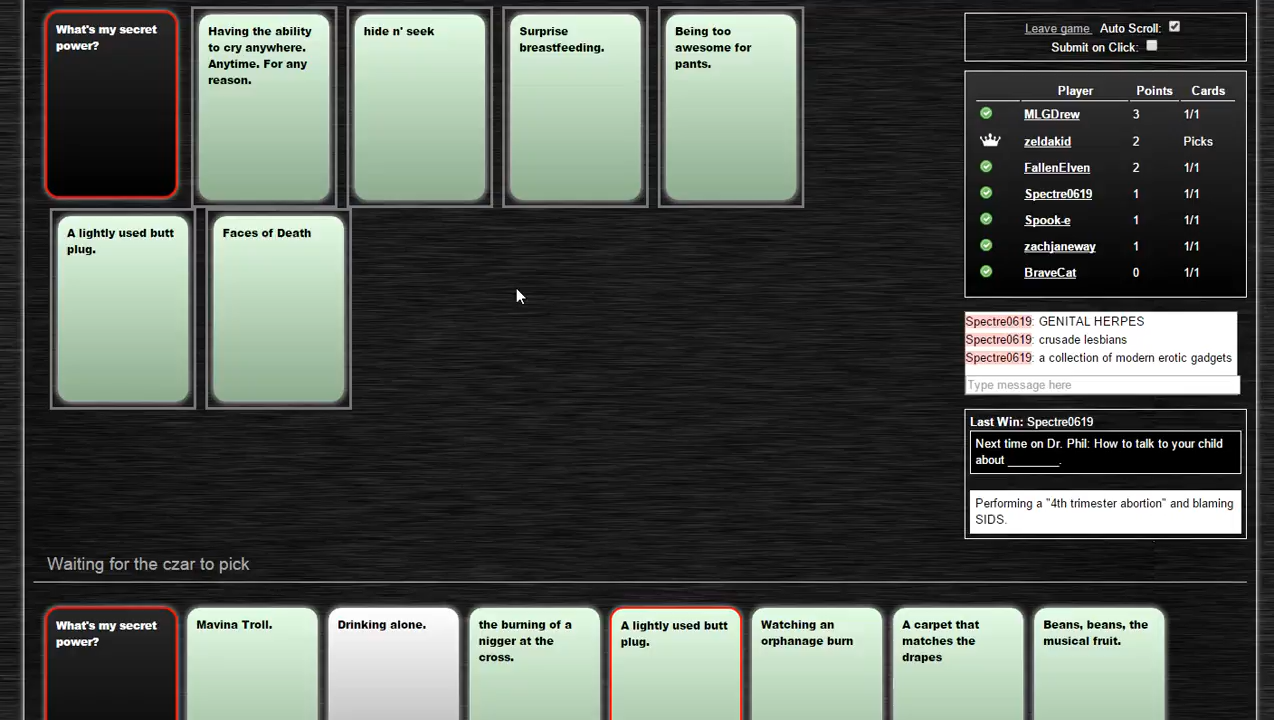 What's my secret
power?
Having the ability
to cry anywhere.
Anytime. For any
reason.
hide n' seek
Surprise
breastfeeding.
Being too
awesome for
pants.
A lightly used butt
plug.
Faces of Death
Leave game Auto Scroll:
Submit on Click:
Player Points Cards
MLGDrew 3 1/1
zeldakid 2 Picks
FallenElven 2 1/1
Spectre0619 1 1/1
Spook-e 1 1/1
zachjaneway 1 1/1
BraveCat 0 1/1
Spectre0619: GENITAL HERPES
Spectre0619: crusade lesbians
Spectre0619: a collection of modern erotic gadgets
Type message here
Last Win: Spectre0619
Next time on Dr. Phil: How to talk to your child
about ________.
Performing a "4th trimester abortion" and blaming
SIDS.
Waiting for the czar to pick
What's my secret
power?
Mavina Troll.
Drinking alone.
the burning of a
nigger at the
cross.
A lightly used butt
plug.
Watching an
orphanage burn
A carpet that
matches the
drapes
Beans, beans, the
musical fruit.